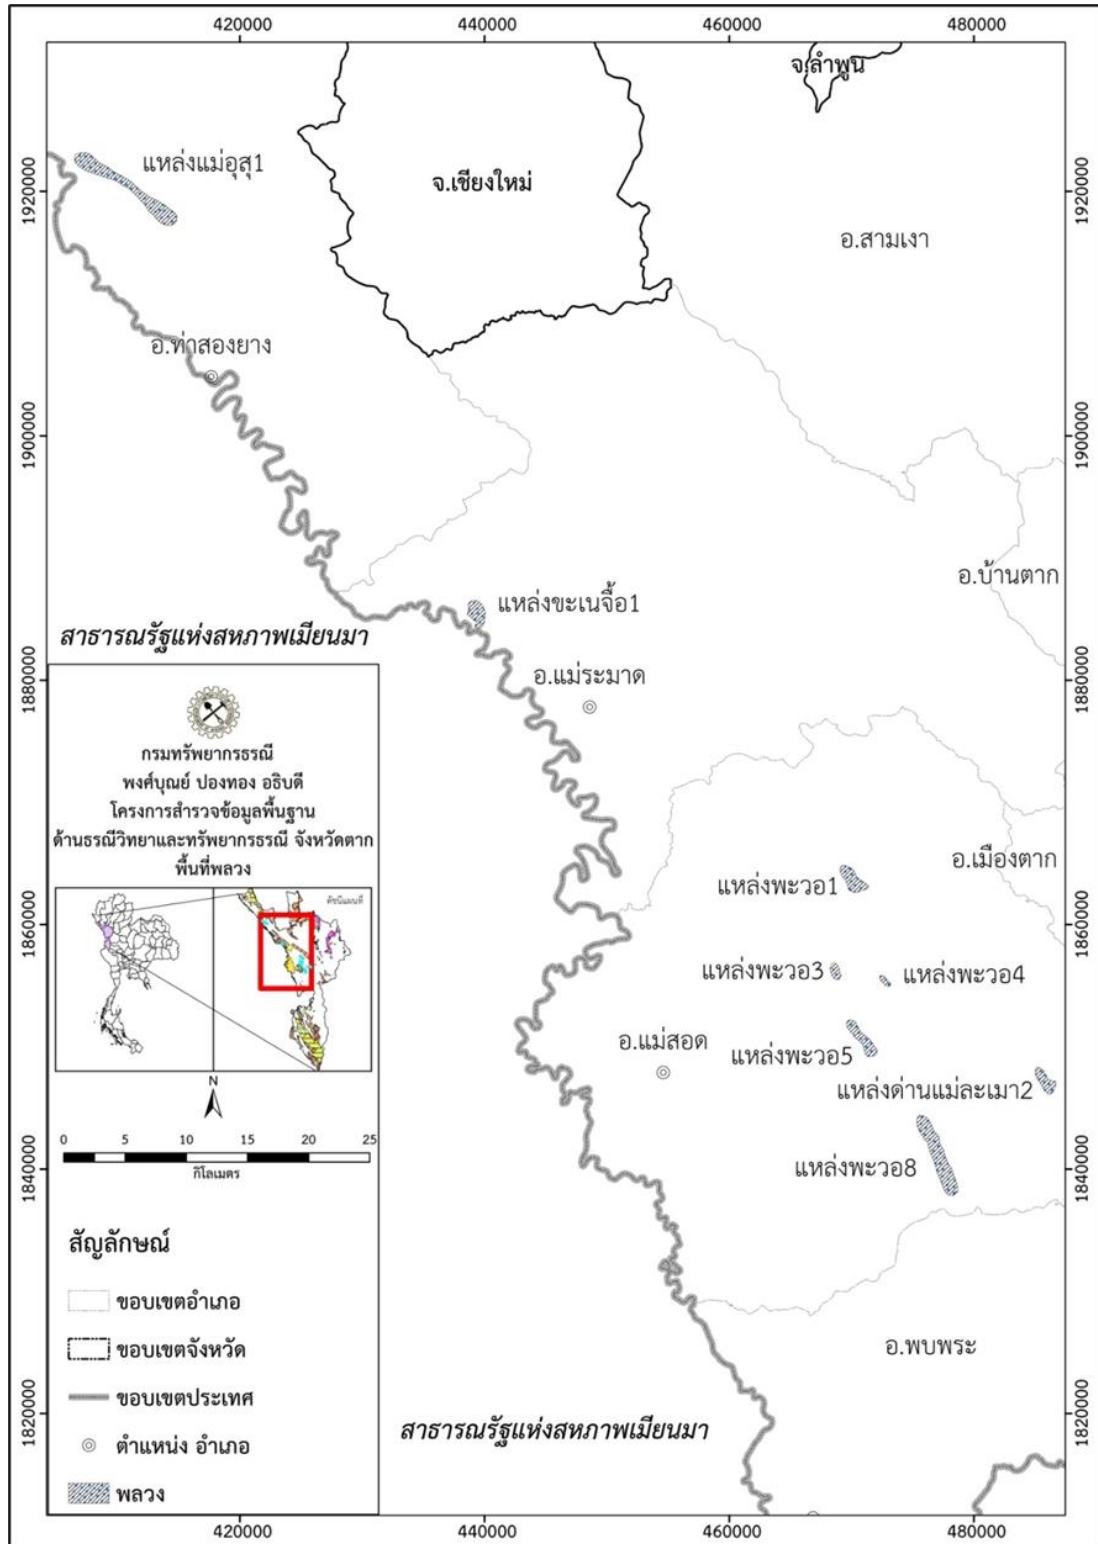 420000
440000
460000
480000
จ.ลำพูน
แหล่งแม่อุสุ1
จ.เชียงใหม่
1920000
1920000
อ.สามเงา
อ.ท่าสองยาง
1900000
1900000
อ.บ้านตาก
แหล่งขะเนจื้อ1
สาธารณรัฐแห่งสหภาพเมียนมา
อ.แม่ระมาด
1880000
1880000
กรมทรัพยากรธรณี
พงศ์บุณย์ ปองทอง อธิบดี
โครงการสำรวจข้อมูลพื้นฐาน
ด้านธรณีวิทยาและทรัพยากรธรณี จังหวัดตาก
พื้นที่พลวง
ดัชนีแผนที่
อ.เมืองตาก
แหล่งพะวอ1
1860000
1860000
แหล่งพะวอ3
แหล่งพะวอ4
อ.แม่สอด
แหล่งพะวอ5
แหล่งด่านแม่ละเมา2
N
0 5 10 15 20 25
กิโลเมตร
แหล่งพะวอ8
1840000
1840000
สัญลักษณ์
ขอบเขตอำเภอ
ขอบเขตจังหวัด
ขอบเขตประเทศ
ตำแหน่ง อำเภอ
พลวง
อ.พบพระ
1820000
1820000
สาธารณรัฐแห่งสหภาพเมียนมา
420000
440000
460000
480000